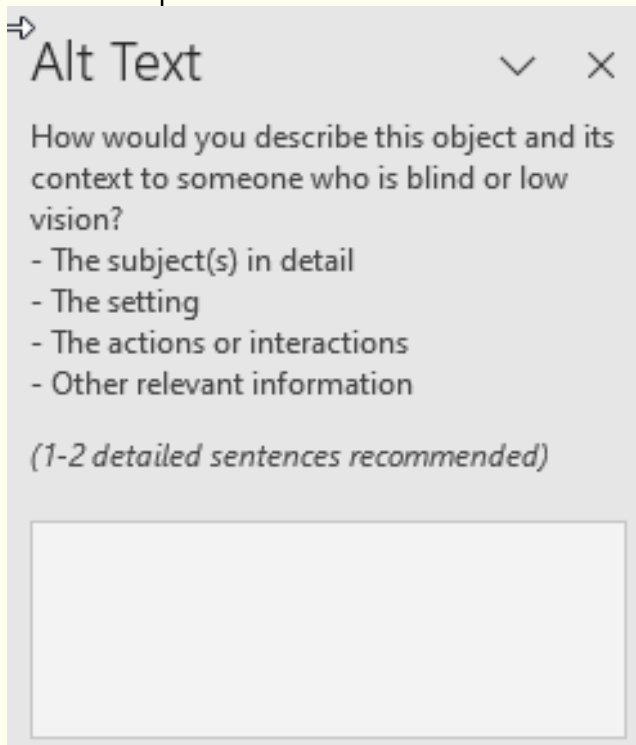 Alt Text
How would you describe this object and its
context to someone who is blind or low
vision?
- The subject(s) in detail
- The setting
- The actions or interactions
- Other relevant information
(1-2 detailed sentences recommended)